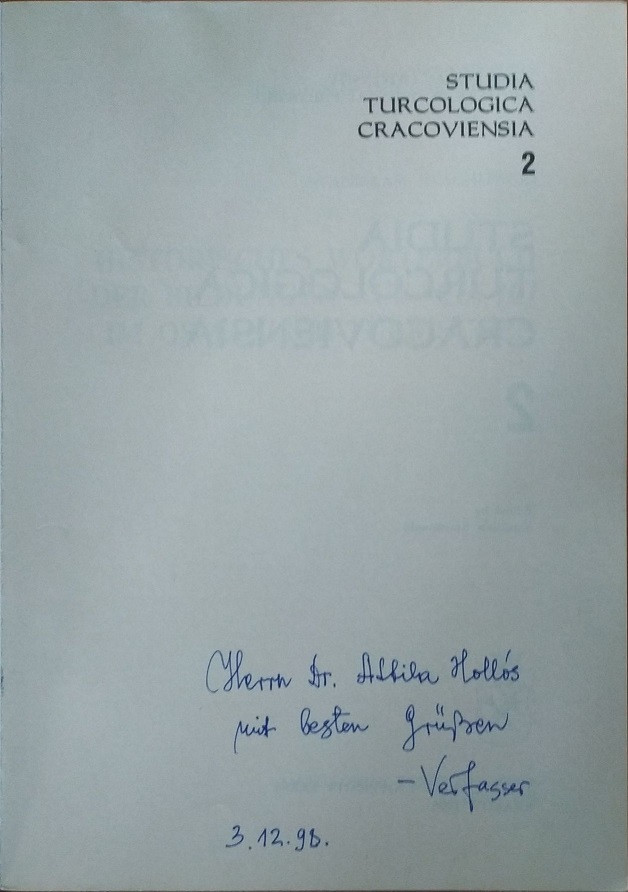 STUDIA
TURCOLOGICA
CRACOVIENSIA
2
Herrn Dr. Attila Hollós
mit besten Grüßen
– Verfasser
3.12.98.